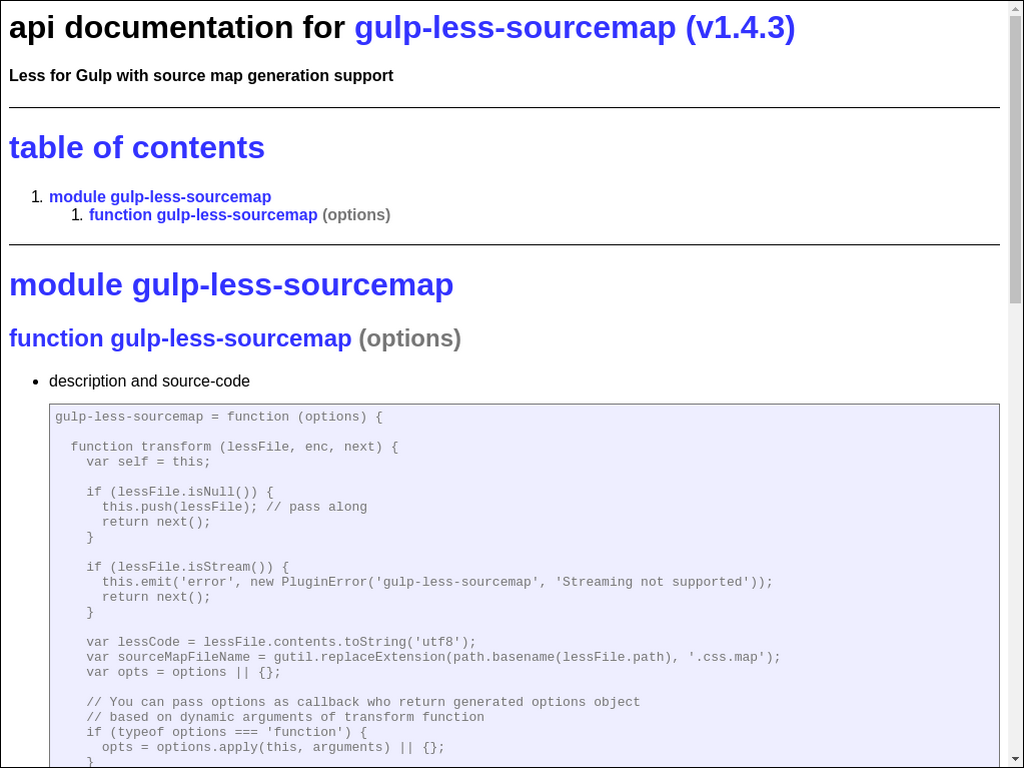 api documentation for gulp-less-sourcemap (v1.4.3)
Less for Gulp with source map generation support
table of contents
1. module gulp-less-sourcemap
1. function gulp-less-sourcemap (options)
module gulp-less-sourcemap
function gulp-less-sourcemap (options)
• description and source-code
gulp-less-sourcemap = function (options) {
  function transform (lessFile, enc, next) {
    var self = this;
    if (lessFile.isNull()) {
      this.push(lessFile); // pass along
      return next();
    }
    if (lessFile.isStream()) {
      this.emit('error', new PluginError('gulp-less-sourcemap', 'Streaming not supported'));
      return next();
    }
    var lessCode = lessFile.contents.toString('utf8');
    var sourceMapFileName = gutil.replaceExtension(path.basename(lessFile.path), '.css.map');
    var opts = options || {};
    // You can pass options as callback who return generated options object
    // based on dynamic arguments of transform function
    if (typeof options === 'function') {
      opts = options.apply(this, arguments) || {};
    }